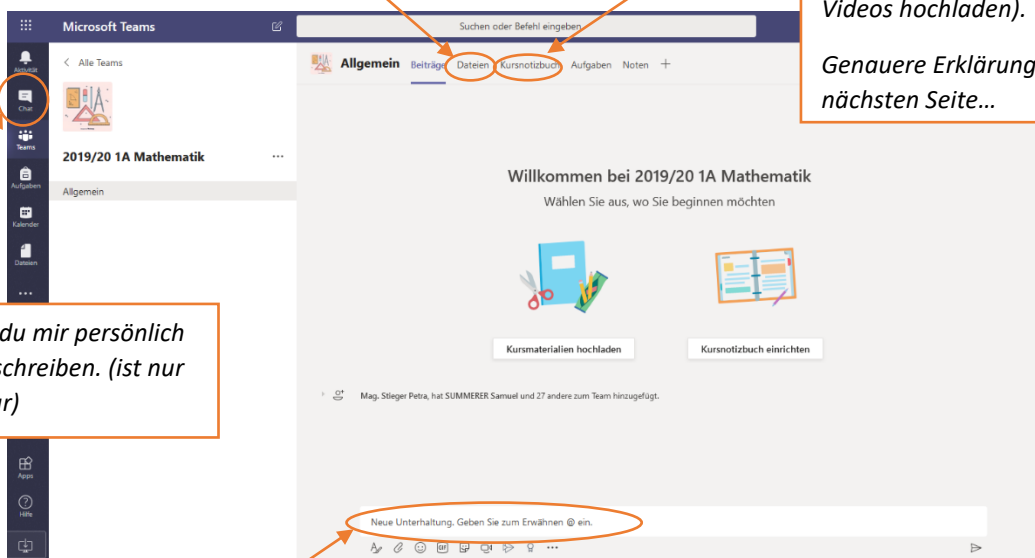 Videos hochladen).
Genauere Erklärung
nächsten Seite…
Microsoft Teams
Suchen oder Befehl eingeben
Aktivität
Chat
Teams
Aufgaben
Kalender
Dateien
Apps
Hilfe
< Alle Teams
2019/20 1A Mathematik
Allgemein
Allgemein Beiträge Dateien Kursnotizbuch Aufgaben Noten +
Willkommen bei 2019/20 1A Mathematik
Wählen Sie aus, wo Sie beginnen möchten
Kursmaterialien hochladen
Kursnotizbuch einrichten
Mag. Stieger Petra, hat SUMMERER Samuel und 27 andere zum Team hinzugefügt.
du mir persönlich
schreiben. (ist nur
Neue Unterhaltung. Geben Sie zum Erwähnen @ ein.
GIF